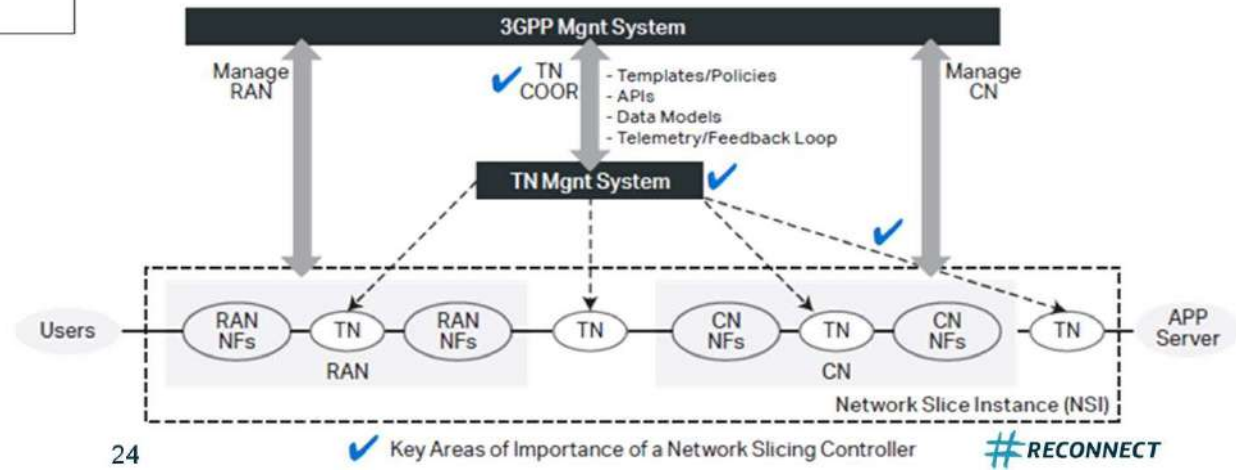 3GPP Mgnt System
Manage
RAN
TN
COOR
- Templates/Policies
- APIs
- Data Models
- Telemetry/Feedback Loop
Manage
CN
TN Mgnt System
Users
RAN
NFs
TN
RAN
NFs
TN
CN
NFs
TN
CN
NFs
TN
APP
Server
RAN
CN
Network Slice Instance (NSI)
24
Key Areas of Importance of a Network Slicing Controller
#RECONNECT